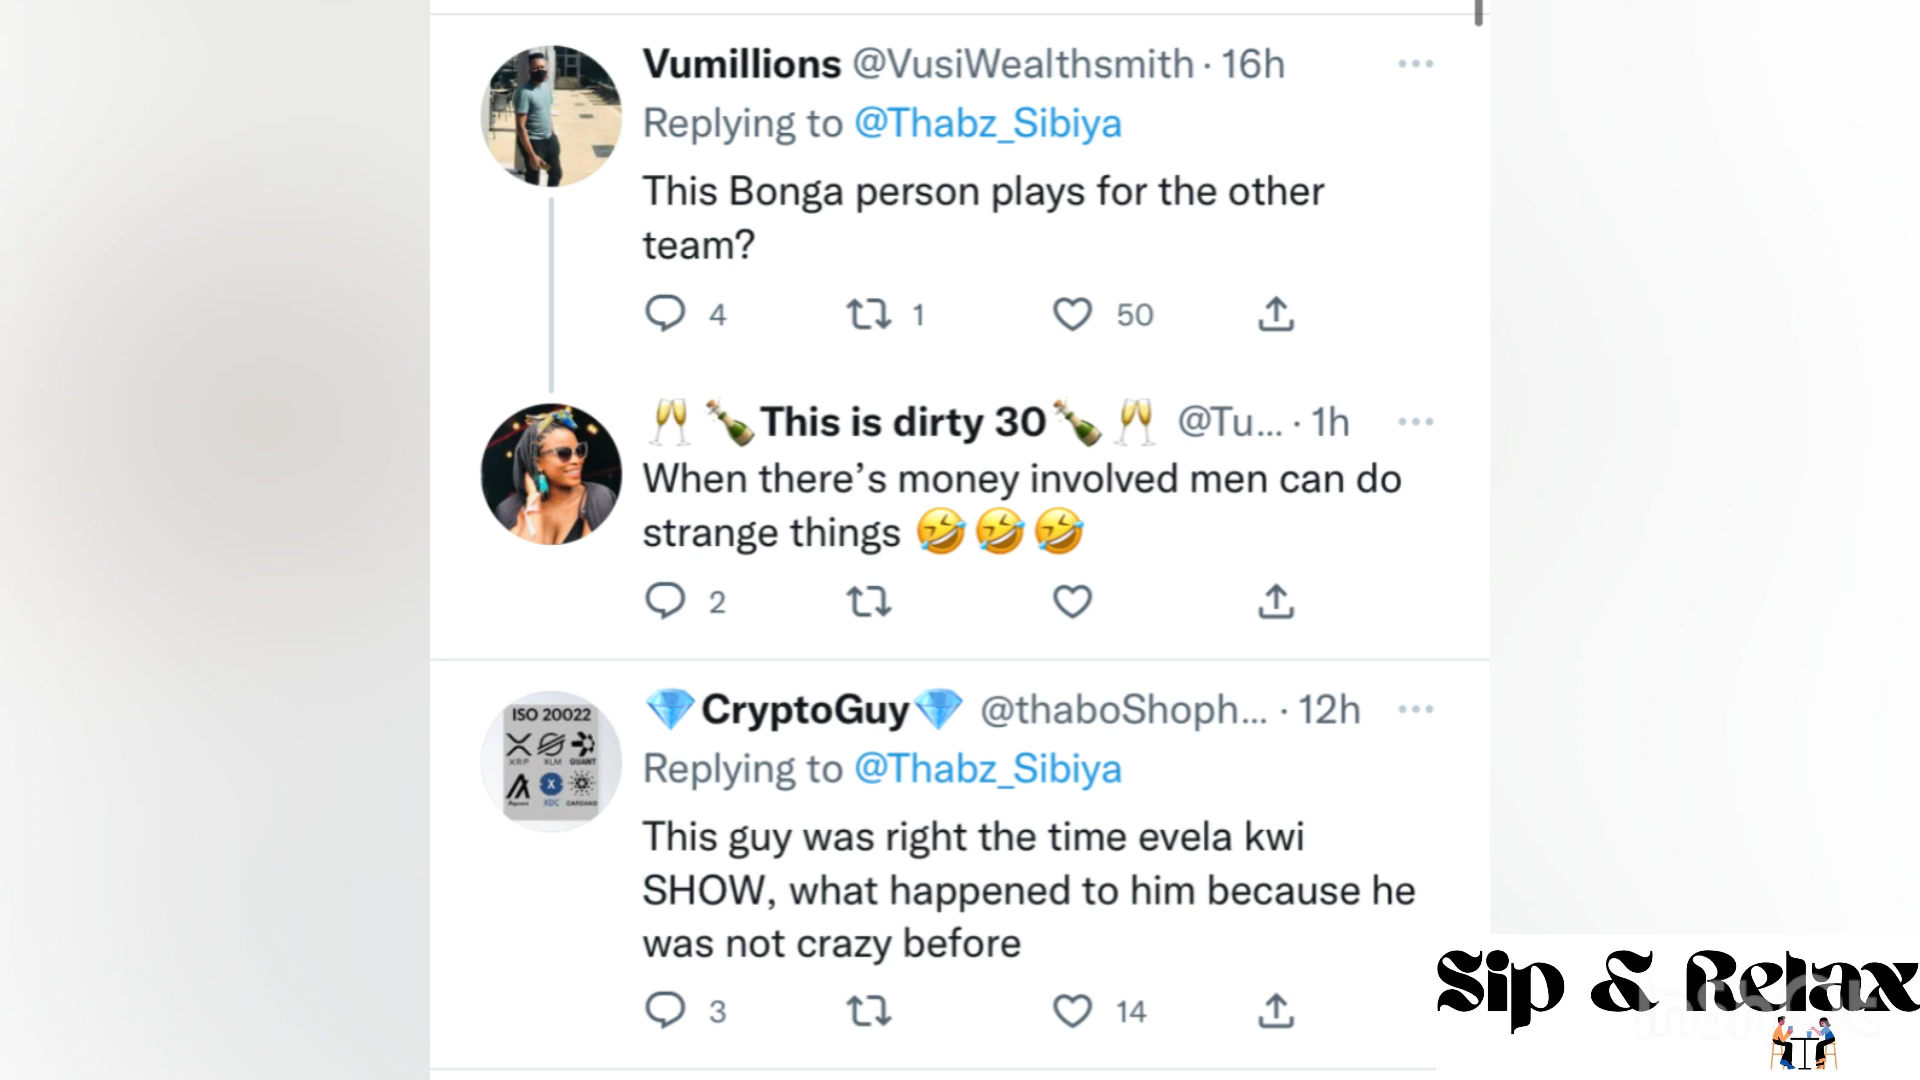 Vumillions @VusiWealthsmith · 16h
Replying to @Thabz_Sibiya
This Bonga person plays for the other
team?
4 1 50
🥂🍾This is dirty 30🍾🥂 @Tu... · 1h
When there’s money involved men can do
strange things 🤣🤣🤣
2
ISO 20022
XRP XLM QUANT
XDC CARDANO
💎CryptoGuy💎 @thaboShoph... · 12h
Replying to @Thabz_Sibiya
This guy was right the time evela kwi
SHOW, what happened to him because he
was not crazy before
3 14
Sip & Relax
InShOt